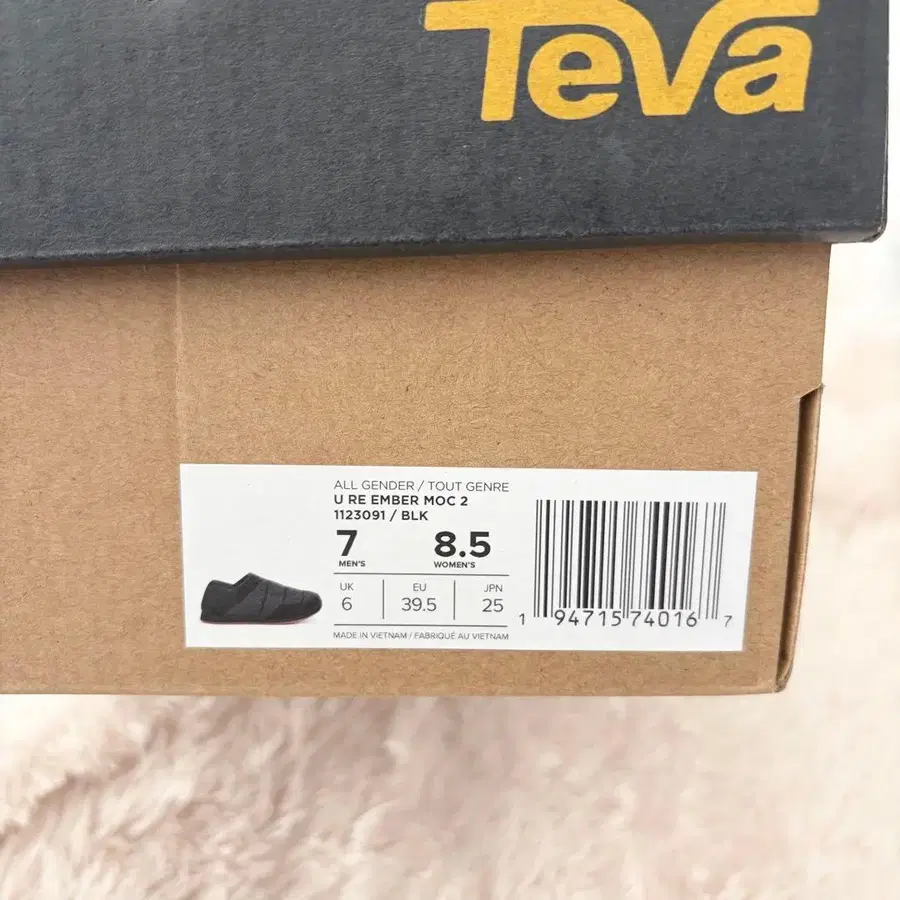 Teva
ALL GENDER / TOUT GENRE
U RE EMBER MOC 2
1123091 / BLK
7 8.5
MEN'S WOMEN'S
UK EU JPN
6 39.5 25
MADE IN VIETNAM / FABRIQUÉ AU VIETNAM
1 94715 74016 7